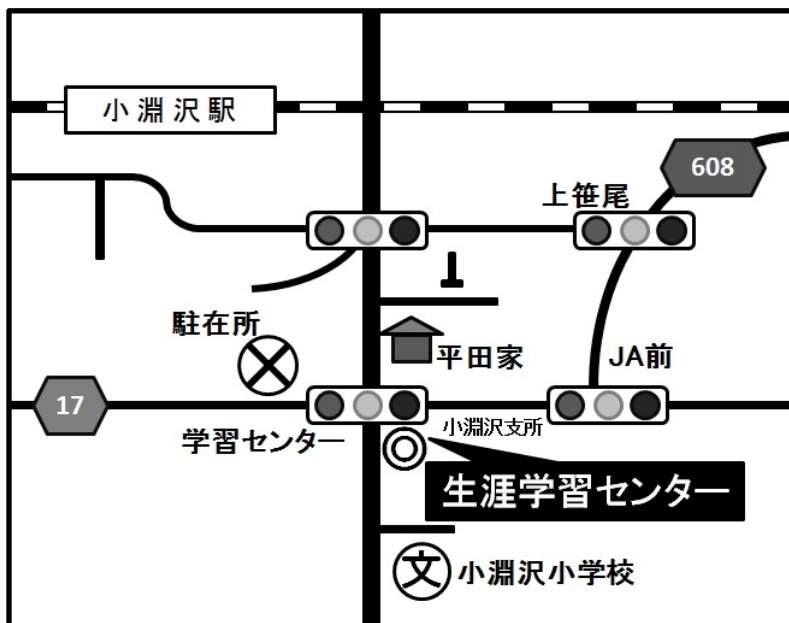 小淵沢駅
608
上笹尾
駐在所
平田家
JA前
17
学習センター
小淵沢支所
生涯学習センター
文
小淵沢小学校